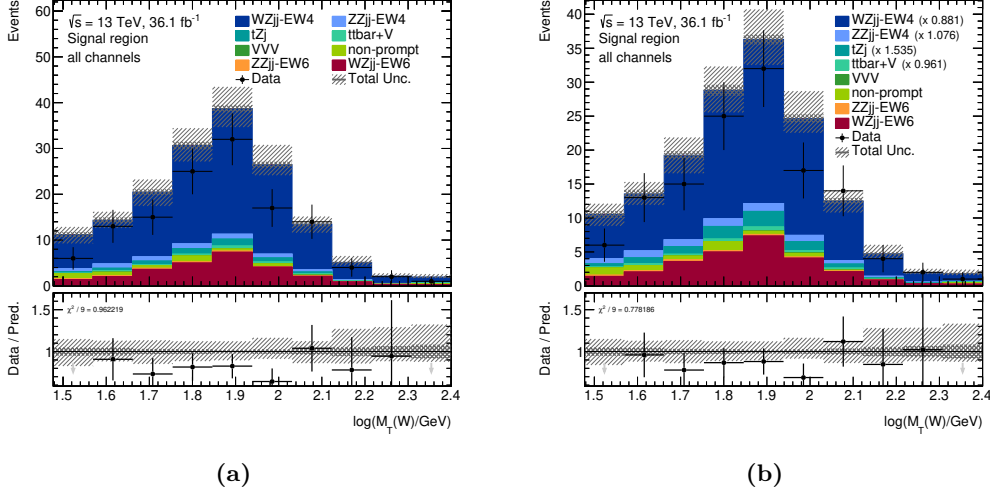 Events
√s = 13 TeV, 36.1 fb⁻¹
Signal region
all channels
WZjj-EW4
ZZjj-EW4
tZj
ttbar+V
VVV
non-prompt
ZZjj-EW6
WZjj-EW6
Data
Total Unc.
60
50
40
30
20
10
0
Data / Pred.
χ² / 9 = 0.962219
1.5
1
1.5 1.6 1.7 1.8 1.9 2 2.1 2.2 2.3 2.4
log(M_T(W)/GeV)
(a)
Events
√s = 13 TeV, 36.1 fb⁻¹
Signal region
all channels
WZjj-EW4 (x 0.881)
ZZjj-EW4 (x 1.076)
tZj (x 1.535)
ttbar+V (x 0.961)
VVV
non-prompt
ZZjj-EW6
WZjj-EW6
Data
Total Unc.
40
35
30
25
20
15
10
5
0
Data / Pred.
χ² / 9 = 0.778186
1.5
1
1.5 1.6 1.7 1.8 1.9 2 2.1 2.2 2.3 2.4
log(M_T(W)/GeV)
(b)